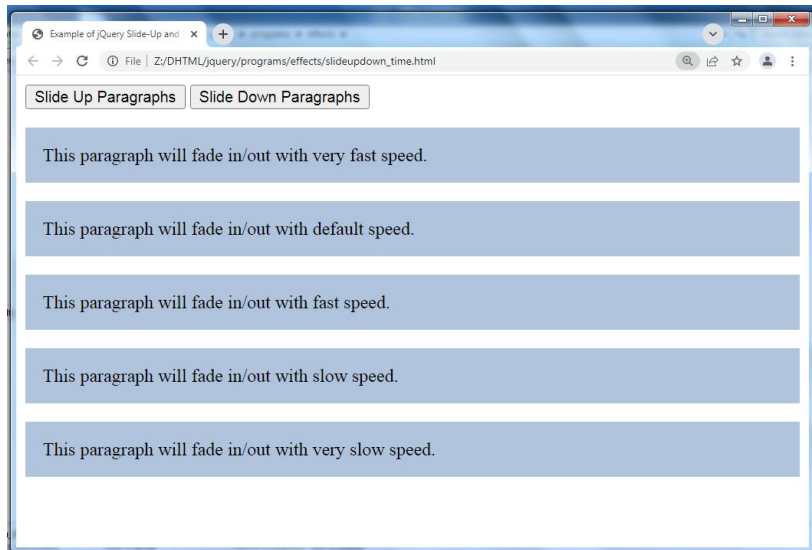 Example of jQuery Slide-Up and
File Z:/DHTML/jquery/programs/effects/slideupdown_time.html
Slide Up Paragraphs Slide Down Paragraphs
This paragraph will fade in/out with very fast speed.
This paragraph will fade in/out with default speed.
This paragraph will fade in/out with fast speed.
This paragraph will fade in/out with slow speed.
This paragraph will fade in/out with very slow speed.